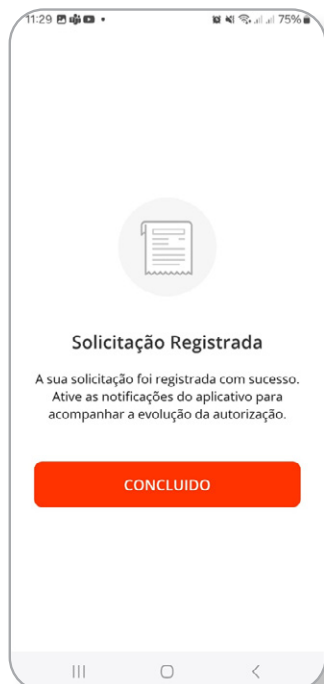 11:29 75%
Solicitação Registrada
A sua solicitação foi registrada com sucesso.
Ative as notificações do aplicativo para
acompanhar a evolução da autorização.
CONCLUIDO